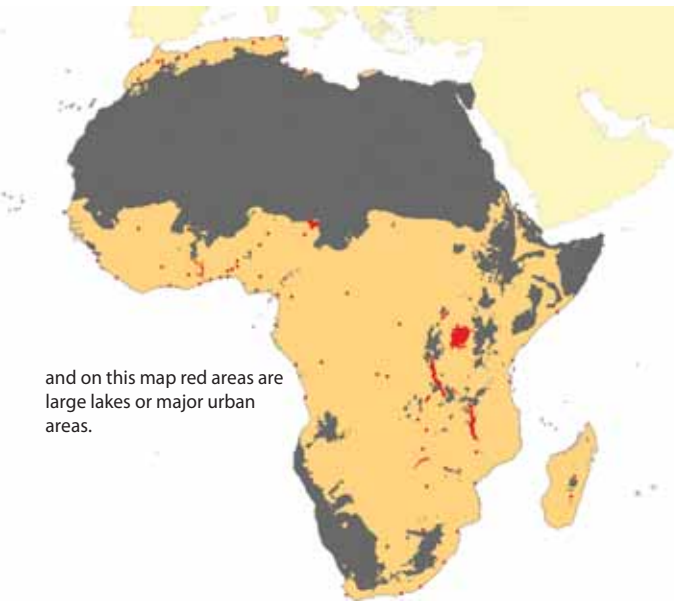 and on this map red areas are
large lakes or major urban
areas.